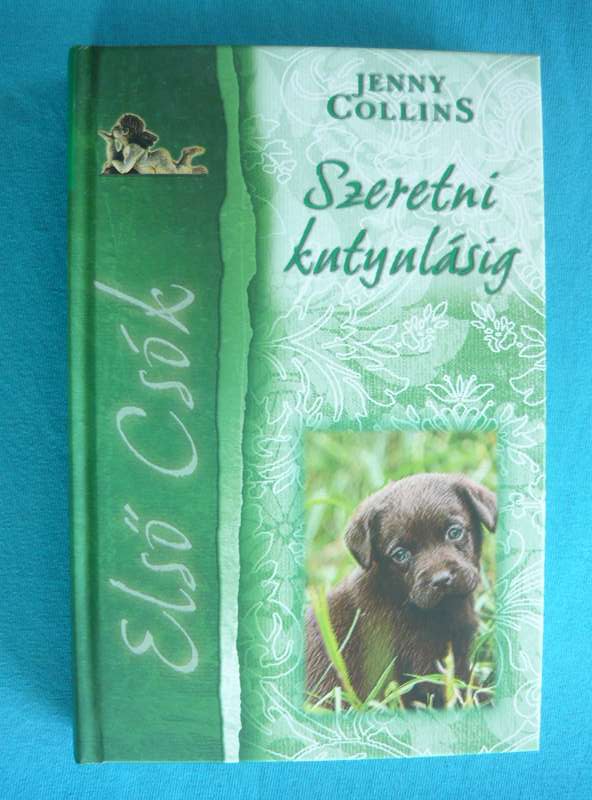 JENNY
COLLINS
Szeretni
kutyulásig
Első Csók